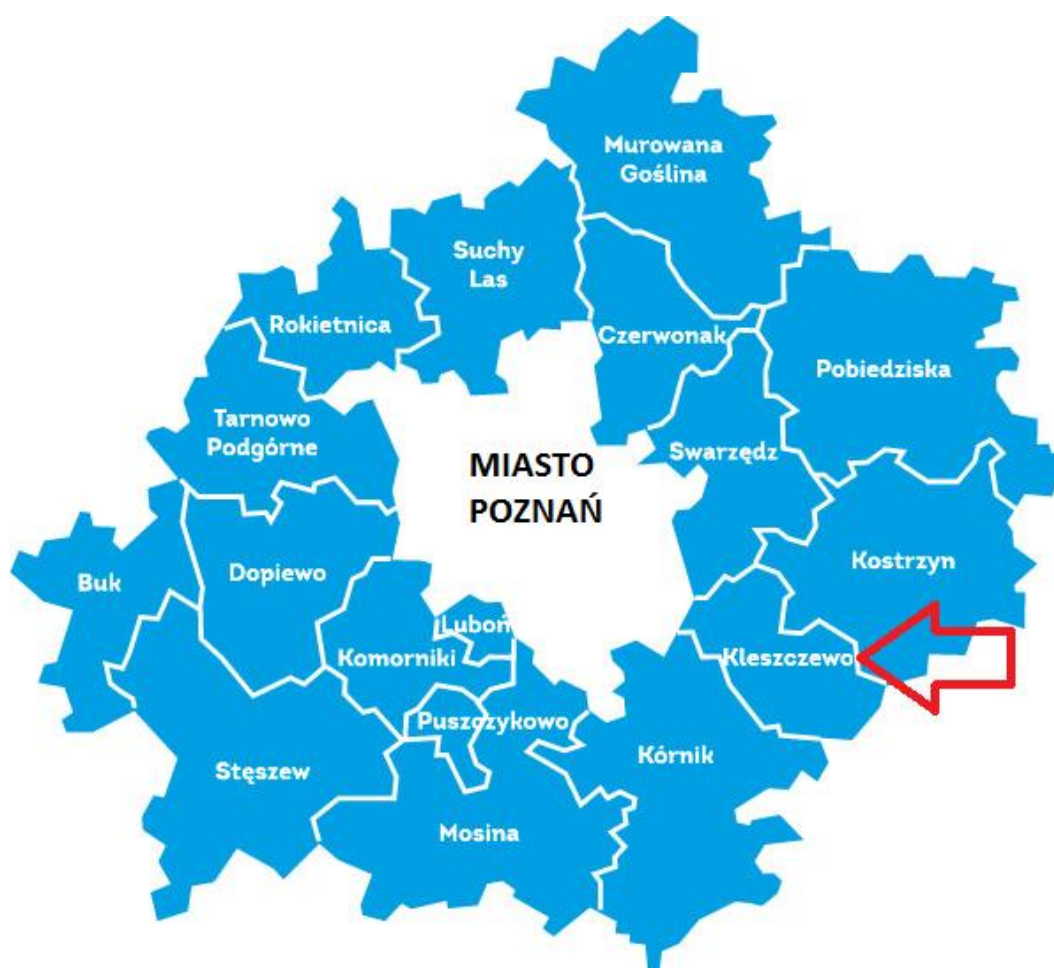 Murowana
Goślina
Suchy
Las
Rokietnica
Czerwonak
Pobiedziska
Tarnowo
Podgórne
Swarzędz
MIASTO
POZNAŃ
Kostrzyn
Buk
Dopiewo
Luboń
Komorniki
Kleszczewo
Puszczykowo
Kórnik
Stęszew
Mosina